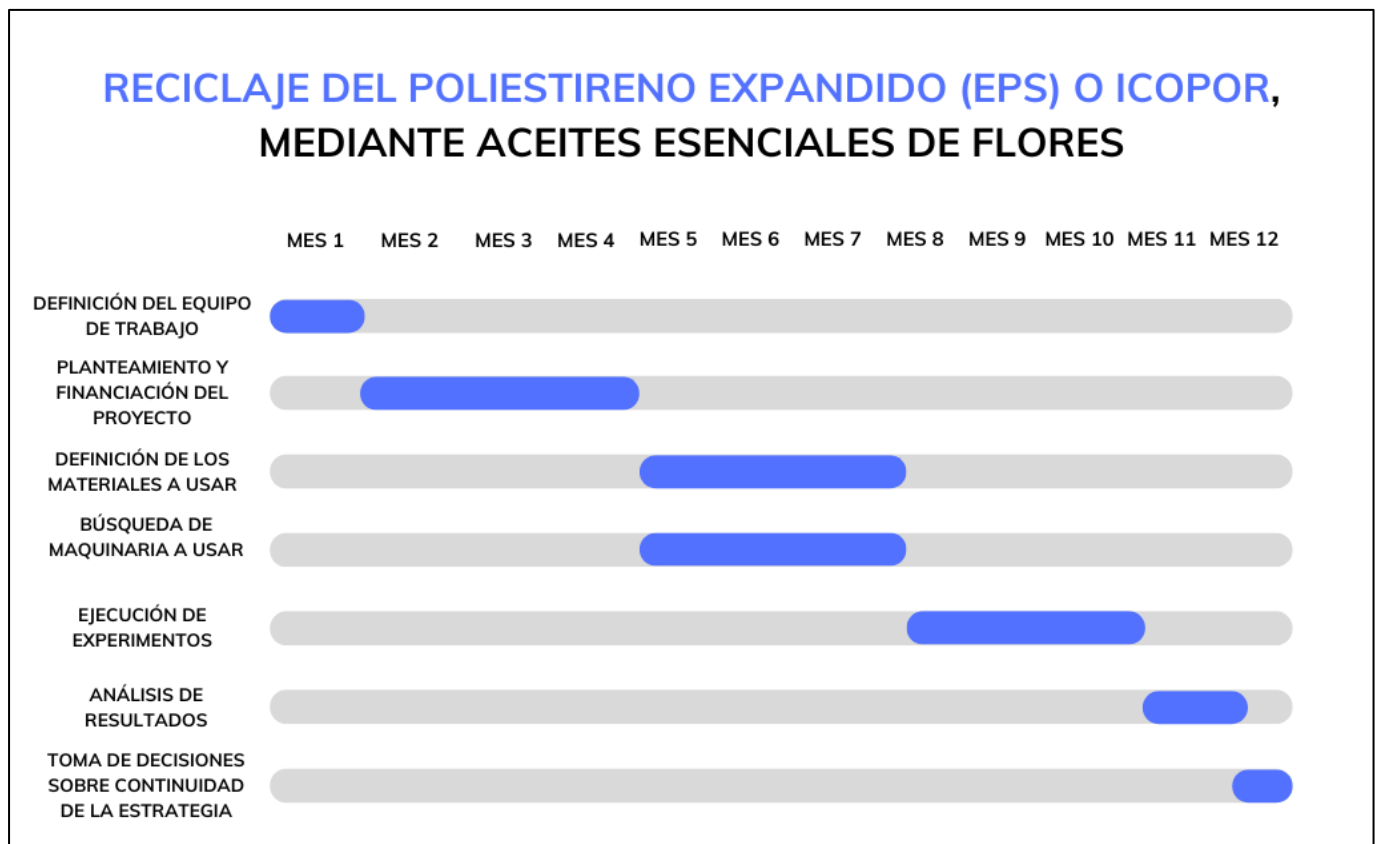 RECICLAJE DEL POLIESTIRENO EXPANDIDO (EPS) O ICOPOR,
MEDIANTE ACEITES ESENCIALES DE FLORES
MES 1 MES 2 MES 3 MES 4 MES 5 MES 6 MES 7 MES 8 MES 9 MES 10 MES 11 MES 12
DEFINICIÓN DEL EQUIPO
DE TRABAJO
PLANTEAMIENTO Y
FINANCIACIÓN DEL
PROYECTO
DEFINICIÓN DE LOS
MATERIALES A USAR
BÚSQUEDA DE
MAQUINARIA A USAR
EJECUCIÓN DE
EXPERIMENTOS
ANÁLISIS DE
RESULTADOS
TOMA DE DECISIONES
SOBRE CONTINUIDAD
DE LA ESTRATEGIA